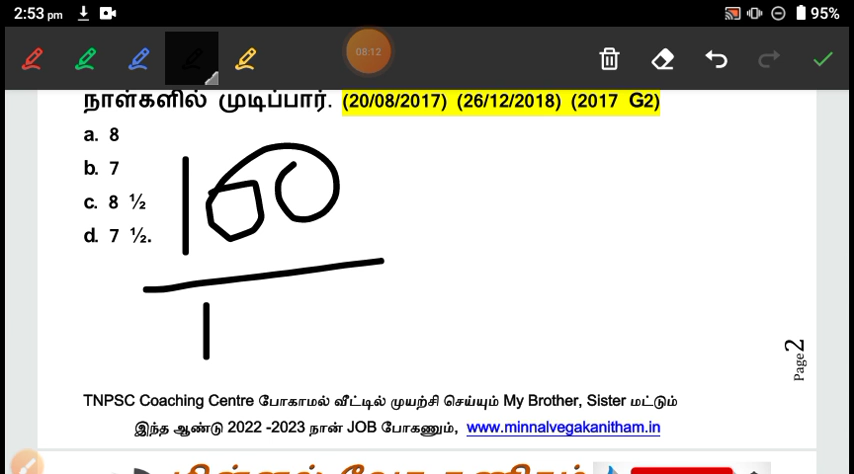 2:53 pm 95%
08:12
நாள்களில் முடிப்பார். (20/08/2017) (26/12/2018) (2017 G2)
a. 8
b. 7
c. 8 ½
d. 7 ½.
100
1
Page 2
TNPSC Coaching Centre போகாமல் வீட்டில் முயற்சி செய்யும் My Brother, Sister மட்டும்
இந்த ஆண்டு 2022 -2023 நான் JOB போகணும், www.minnalvegakanitham.in